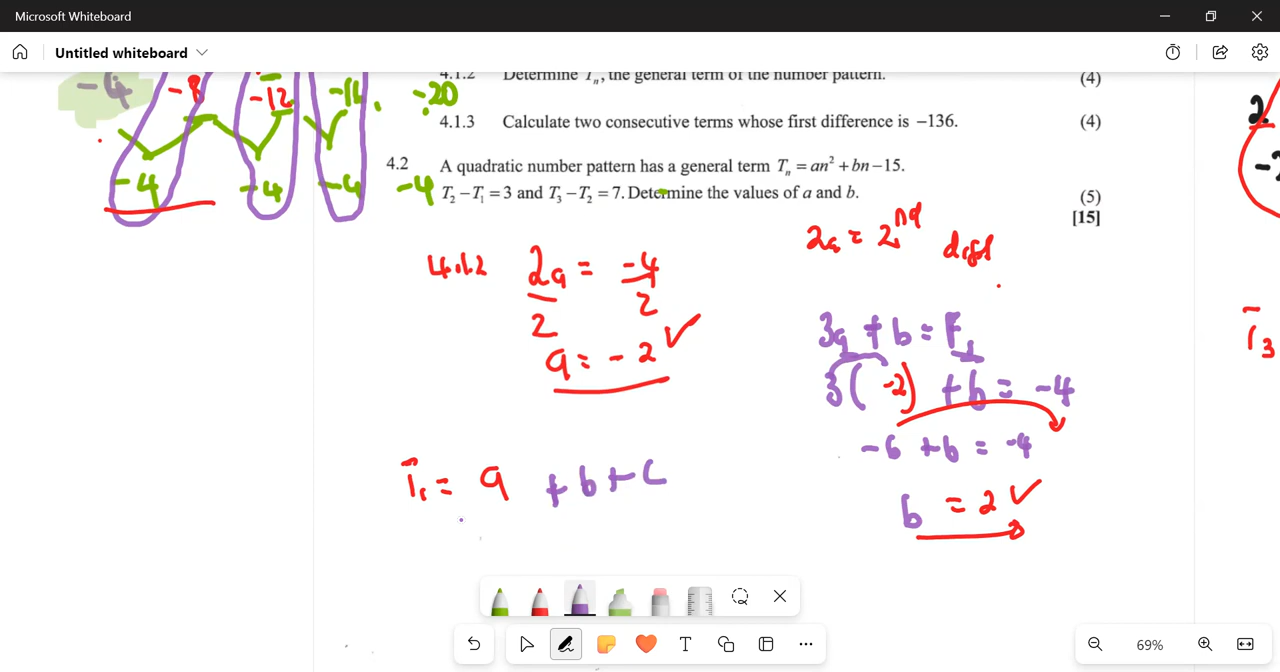 Microsoft Whiteboard
Untitled whiteboard
-4 -8 -12 -16 -20
-4 -4 -4 -4
4.1.2 Determine Tₙ, the general term of the number pattern. (4)
4.1.3 Calculate two consecutive terms whose first difference is −136. (4)
4.2 A quadratic number pattern has a general term Tₙ = an² + bn − 15.
T₂ − T₁ = 3 and T₃ − T₂ = 7. Determine the values of a and b. (5)
[15]
2a = 2nd diff
4.1.2 2a = -4
2 2
a = -2 ✓
3a + b = F1
3(-2) + b = -4
-6 + b = -4
b = 2 ✓
T₁ = a + b + c
2
T3
69%